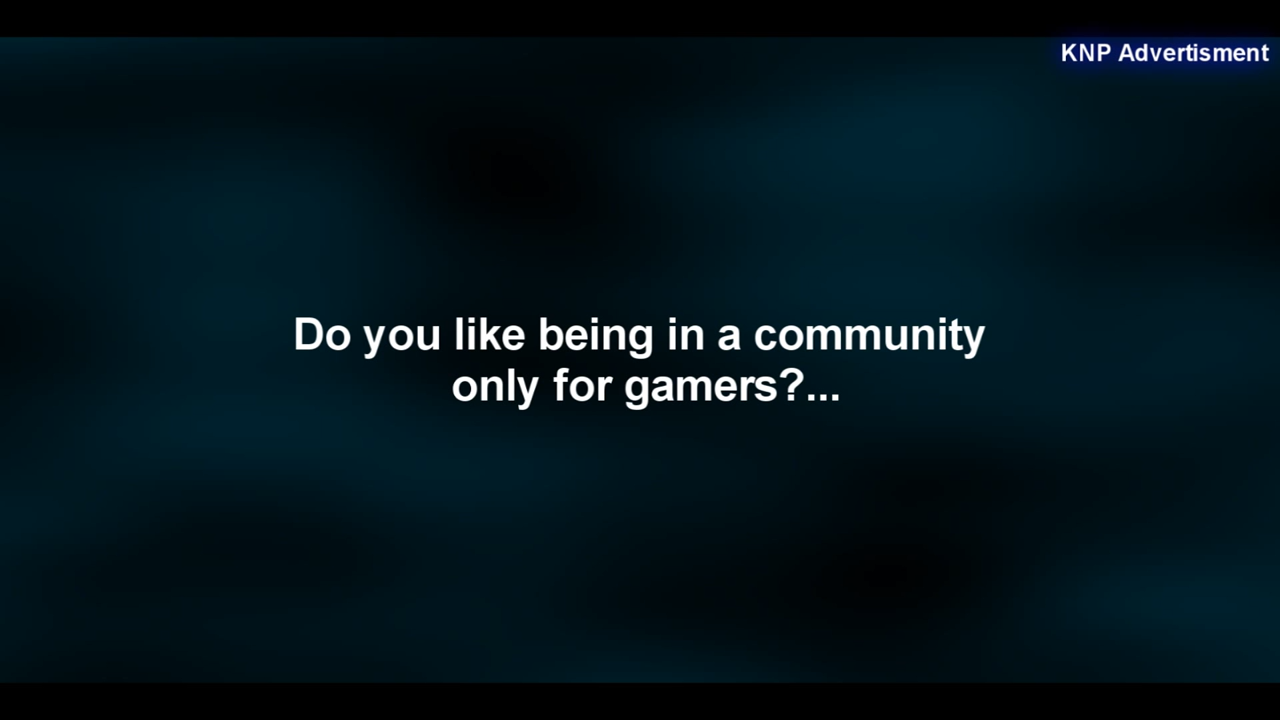 KNP Advertisment
Do you like being in a community
only for gamers?...